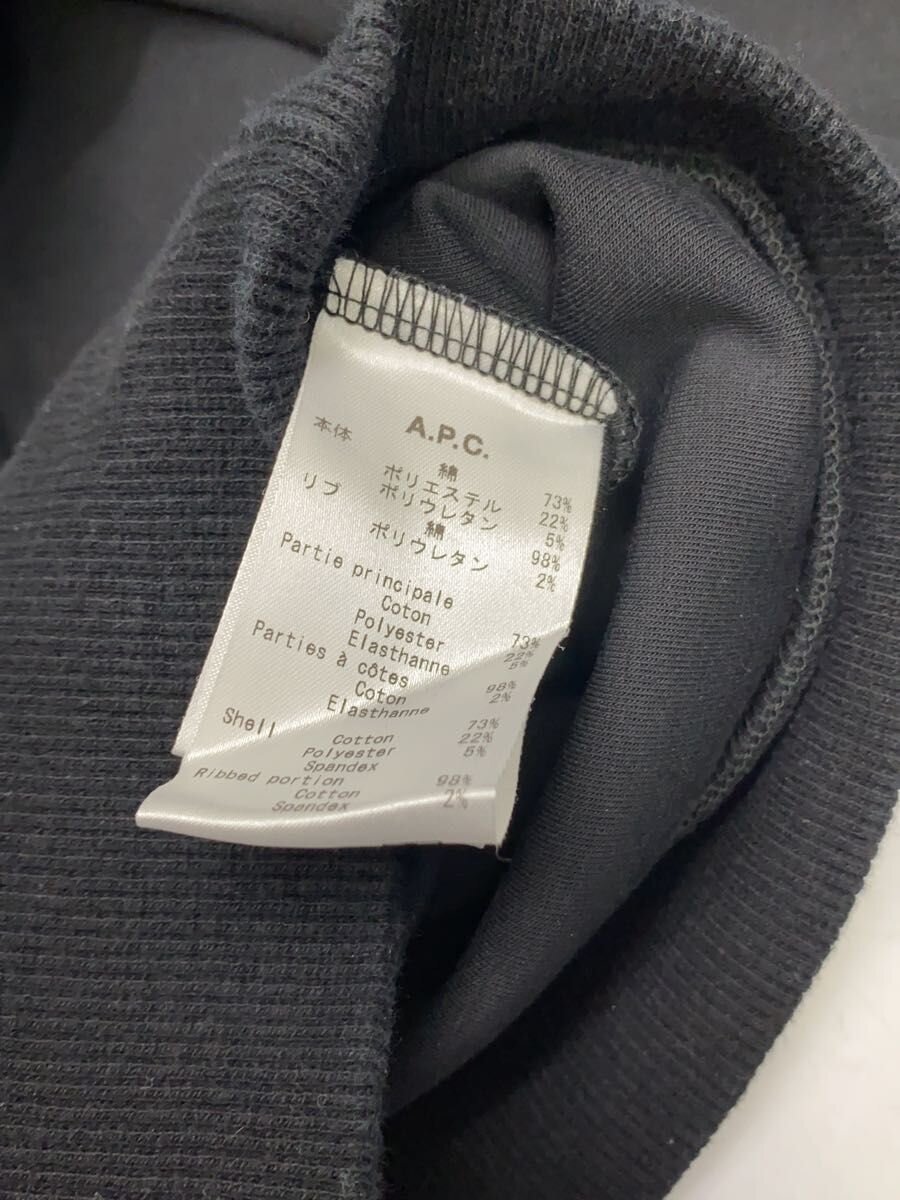 A.P.C.
本体 綿 73%
ポリエステル 22%
ポリウレタン 5%
リブ 綿 98%
ポリウレタン 2%
Partie principale
Coton 73%
Polyester 22%
Elasthanne 5%
Parties à côtes
Coton 98%
Elasthanne 2%
Shell
Cotton 73%
Polyester 22%
Spandex 5%
Ribbed portion
Cotton 98%
Spandex 2%